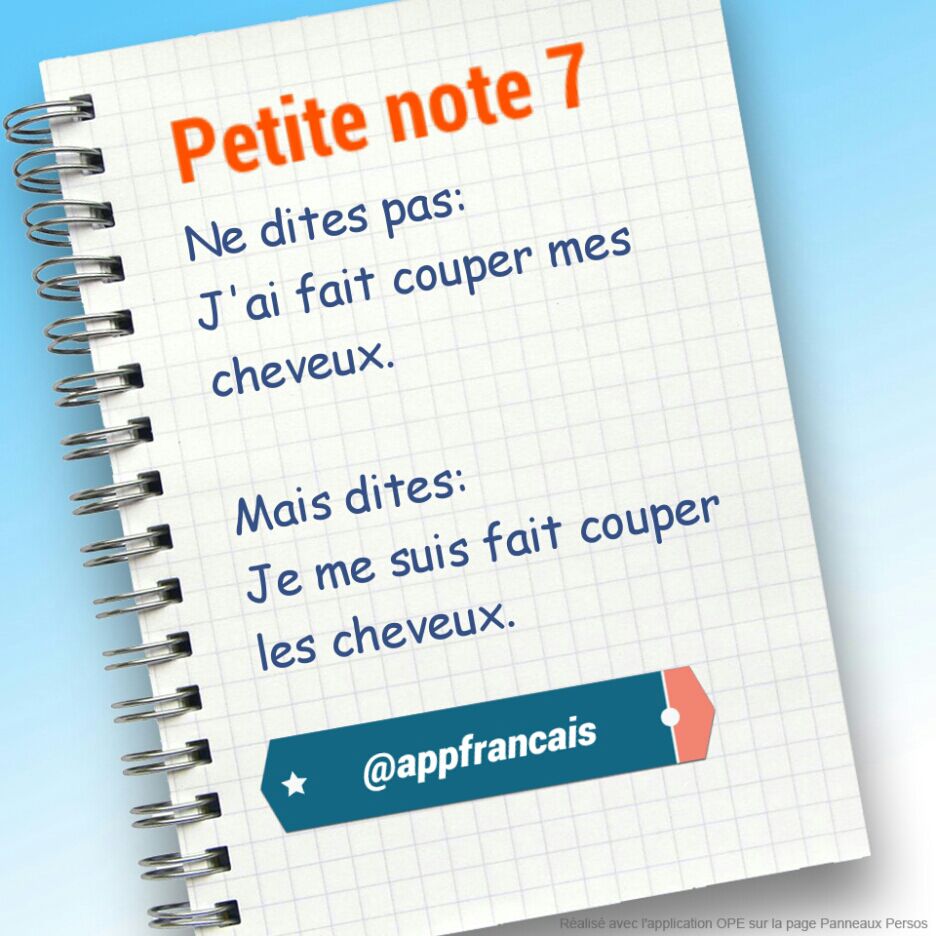 Petite note 7
Ne dites pas:
J'ai fait couper mes
cheveux.
Mais dites:
Je me suis fait couper
les cheveux.
@appfrancais
Réalisé avec l'application OPE sur la page Panneaux Persos